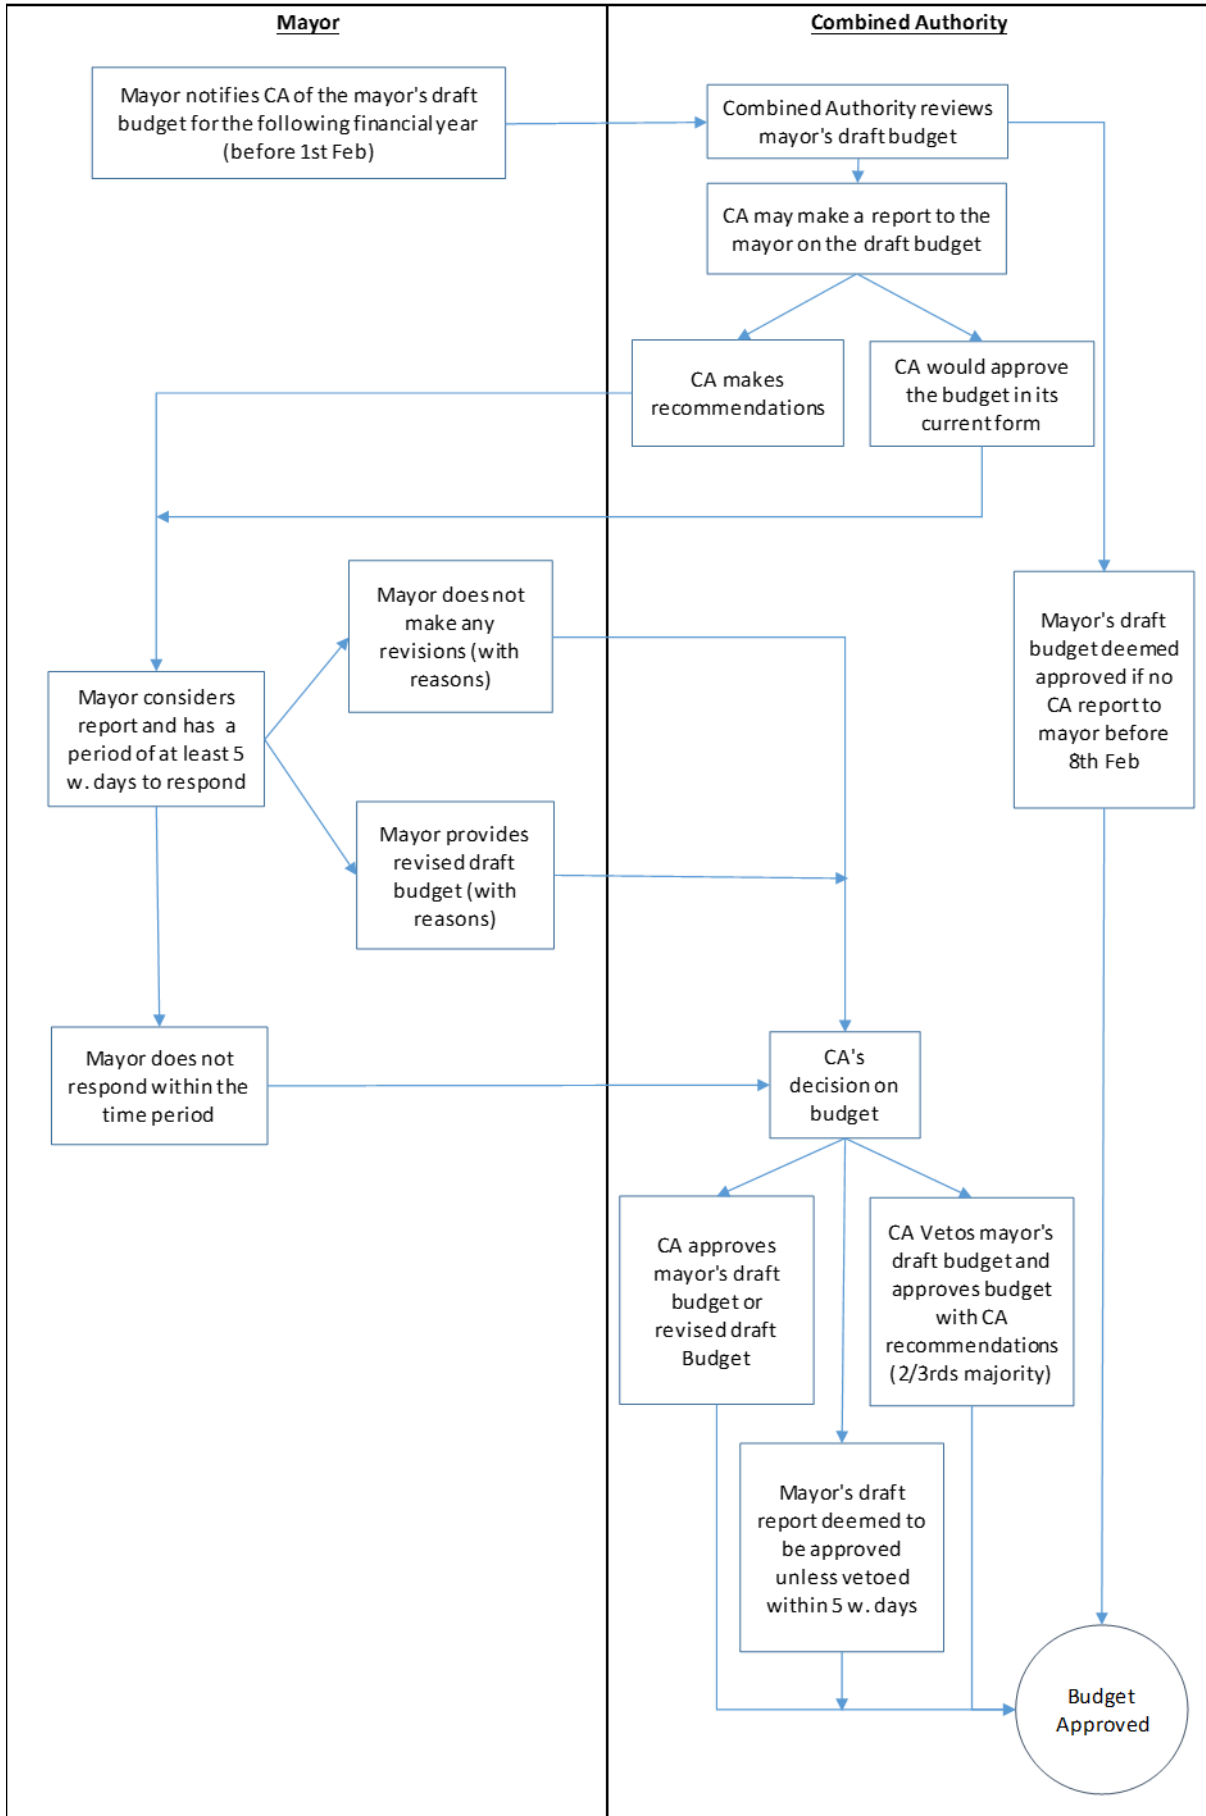 Mayor
Combined Authority
Mayor notifies CA of the mayor's draft
budget for the following financial year
(before 1st Feb)
Combined Authority reviews
mayor's draft budget
CA may make a report to the
mayor on the draft budget
CA makes
recommendations
CA would approve
the budget in its
current form
Mayor does not
make any
revisions (with
reasons)
Mayor's draft
budget deemed
approved if no
CA report to
mayor before
8th Feb
Mayor considers
report and has a
period of at least 5
w. days to respond
Mayor provides
revised draft
budget (with
reasons)
Mayor does not
respond within the
time period
CA's
decision on
budget
CA approves
mayor's draft
budget or
revised draft
Budget
CA Vetos mayor's
draft budget and
approves budget
with CA
recommendations
(2/3rds majority)
Mayor's draft
report deemed to
be approved
unless vetoed
within 5 w. days
Budget
Approved